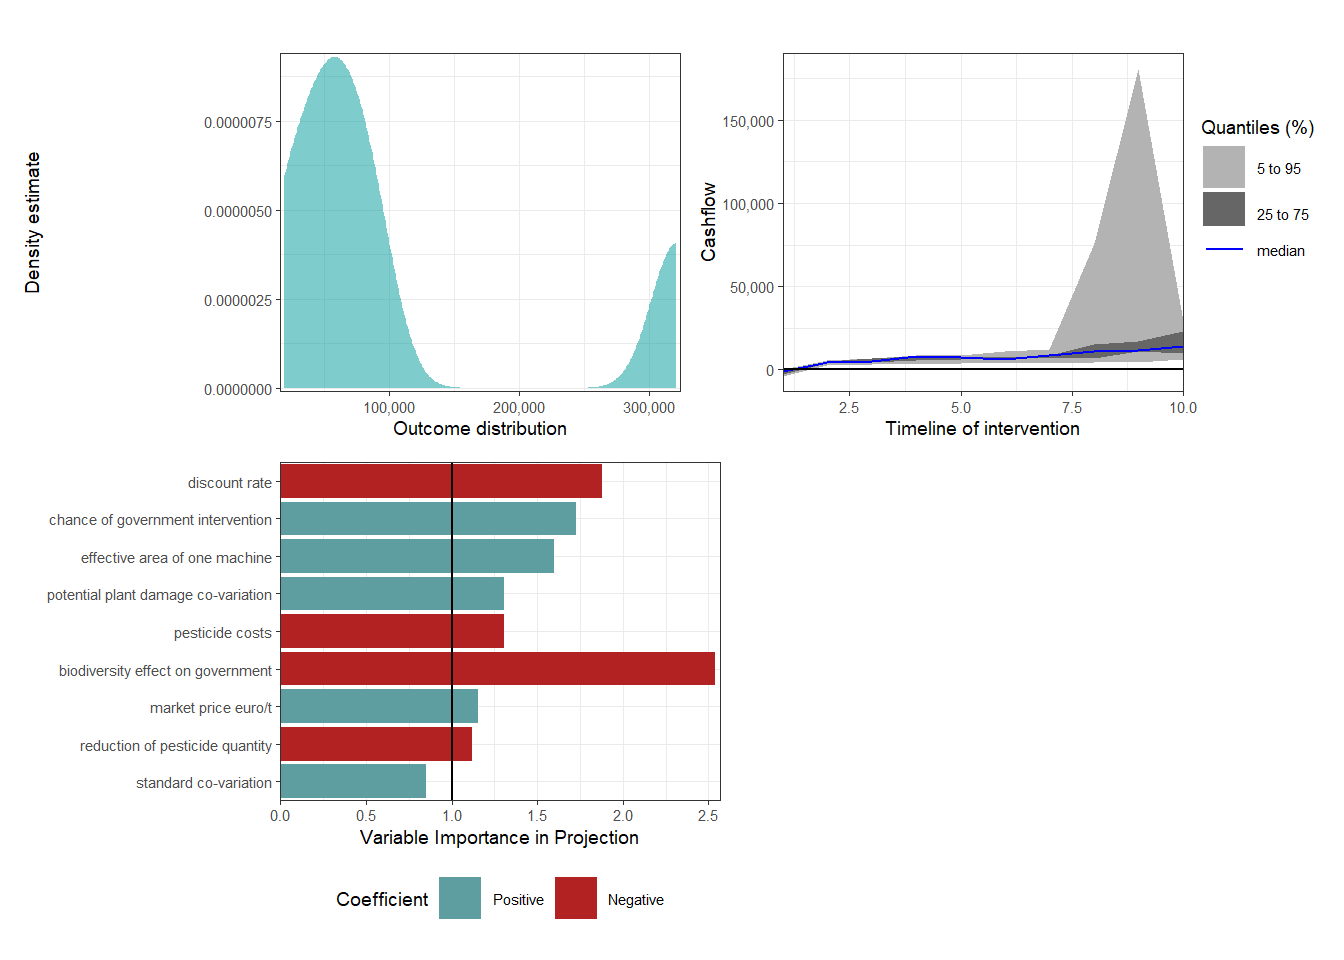 Density estimate
0.0000075
0.0000050
0.0000025
0.0000000
100,000 200,000 300,000
Outcome distribution
Cashflow
150,000
100,000
50,000
0
2.5 5.0 7.5 10.0
Timeline of intervention
Quantiles (%)
5 to 95
25 to 75
median
discount rate
chance of government intervention
effective area of one machine
potential plant damage co-variation
pesticide costs
biodiversity effect on government
market price euro/t
reduction of pesticide quantity
standard co-variation
0.0 0.5 1.0 1.5 2.0 2.5
Variable Importance in Projection
Coefficient Positive Negative